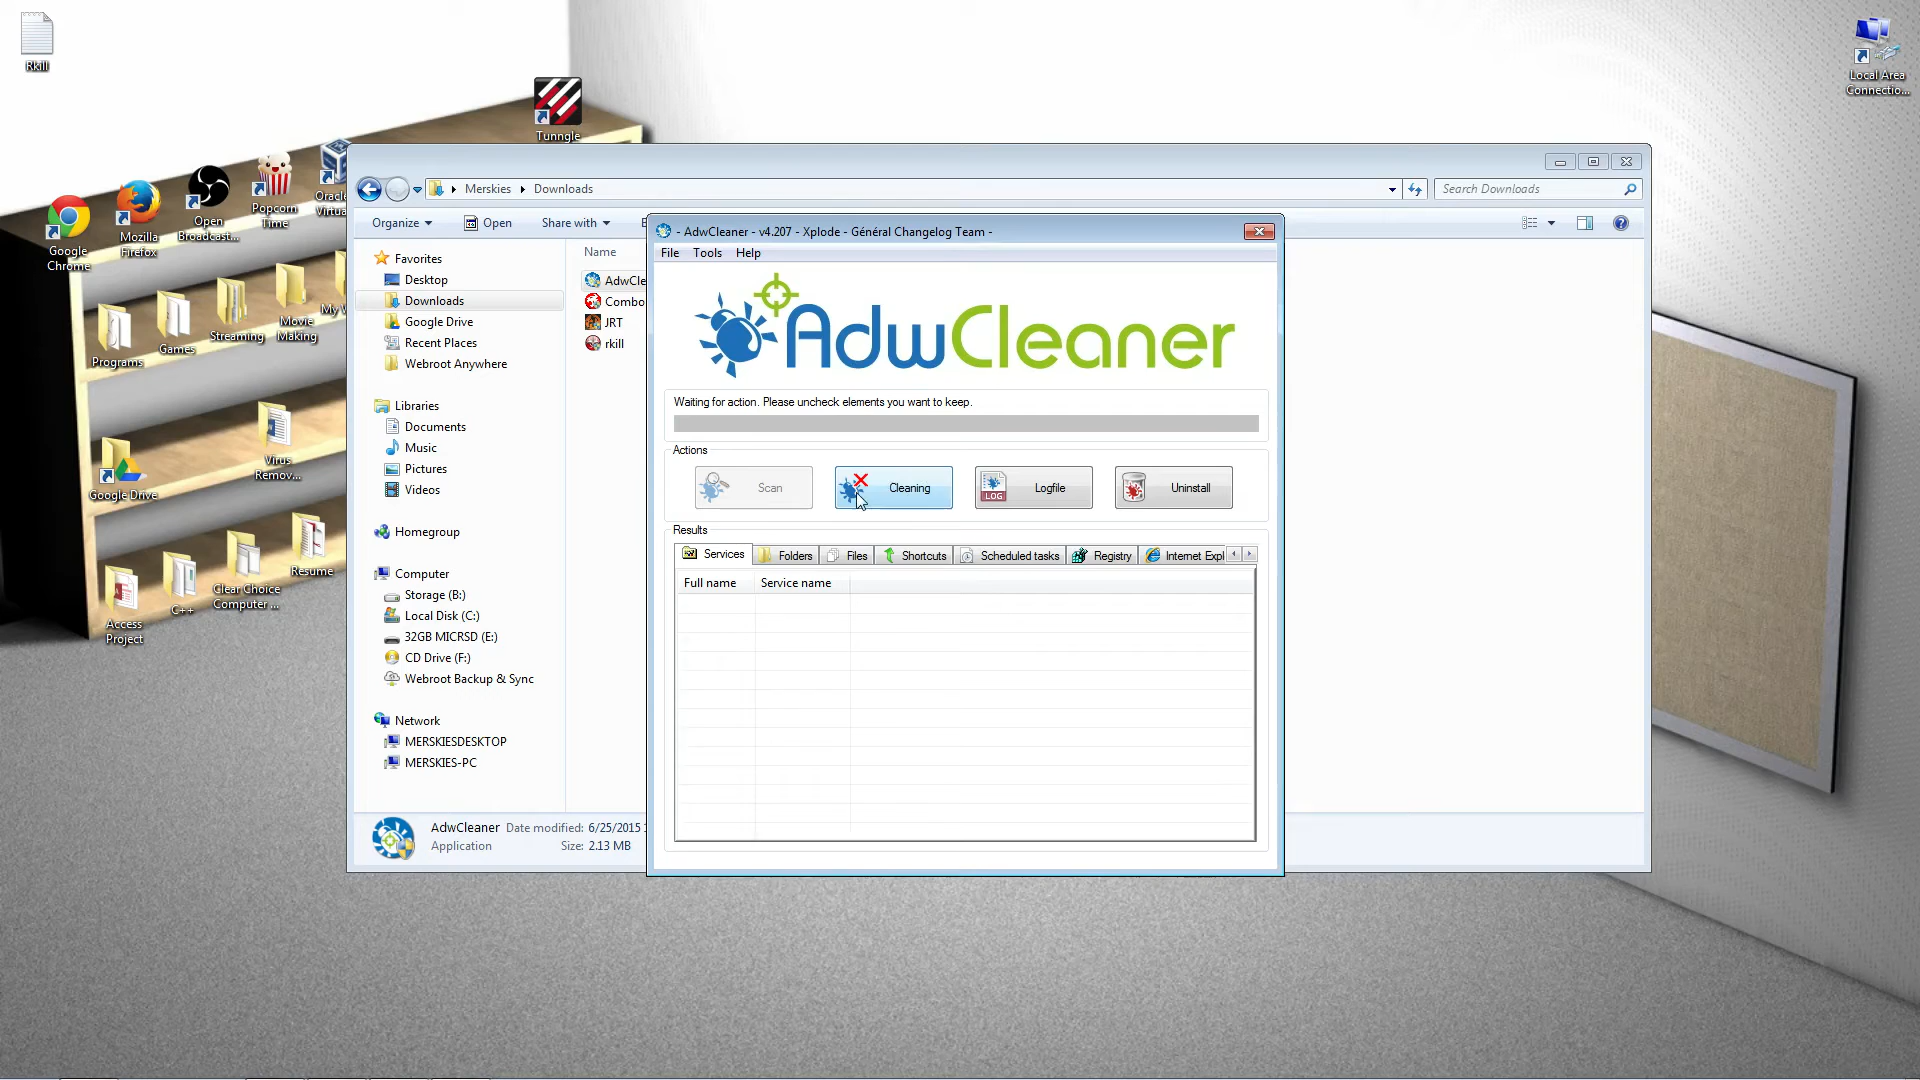 Rkill
Local Area
Connectio...
Tunngle
Google
Chrome
Mozilla
Firefox
Open
Broadcast...
Popcorn
Time
Oracle
Virtua
Programs
Games
Streaming
Movie
Making
My V
Google Drive
Virus
Remov...
Access
Project
C++
Clear Choice
Computer ...
Resume
Merskies
Downloads
Search Downloads
Organize
Open
Share with
Name
Favorites
Desktop
Downloads
Google Drive
Recent Places
Webroot Anywhere
Libraries
Documents
Music
Pictures
Videos
Homegroup
Computer
Storage (B:)
Local Disk (C:)
32GB MICRSD (E:)
CD Drive (F:)
Webroot Backup & Sync
Network
MERSKIESDESKTOP
MERSKIES-PC
AdwCle
Combo
JRT
rkill
AdwCleaner Date modified: 6/25/2015 1
Application Size: 2.13 MB
- AdwCleaner - v4.207 - Xplode - Général Changelog Team -
File Tools Help
AdwCleaner
Waiting for action. Please uncheck elements you want to keep.
Actions
Scan Cleaning LOG Logfile Uninstall
Results
Services Folders Files Shortcuts Scheduled tasks Registry Internet Expl
Full name Service name